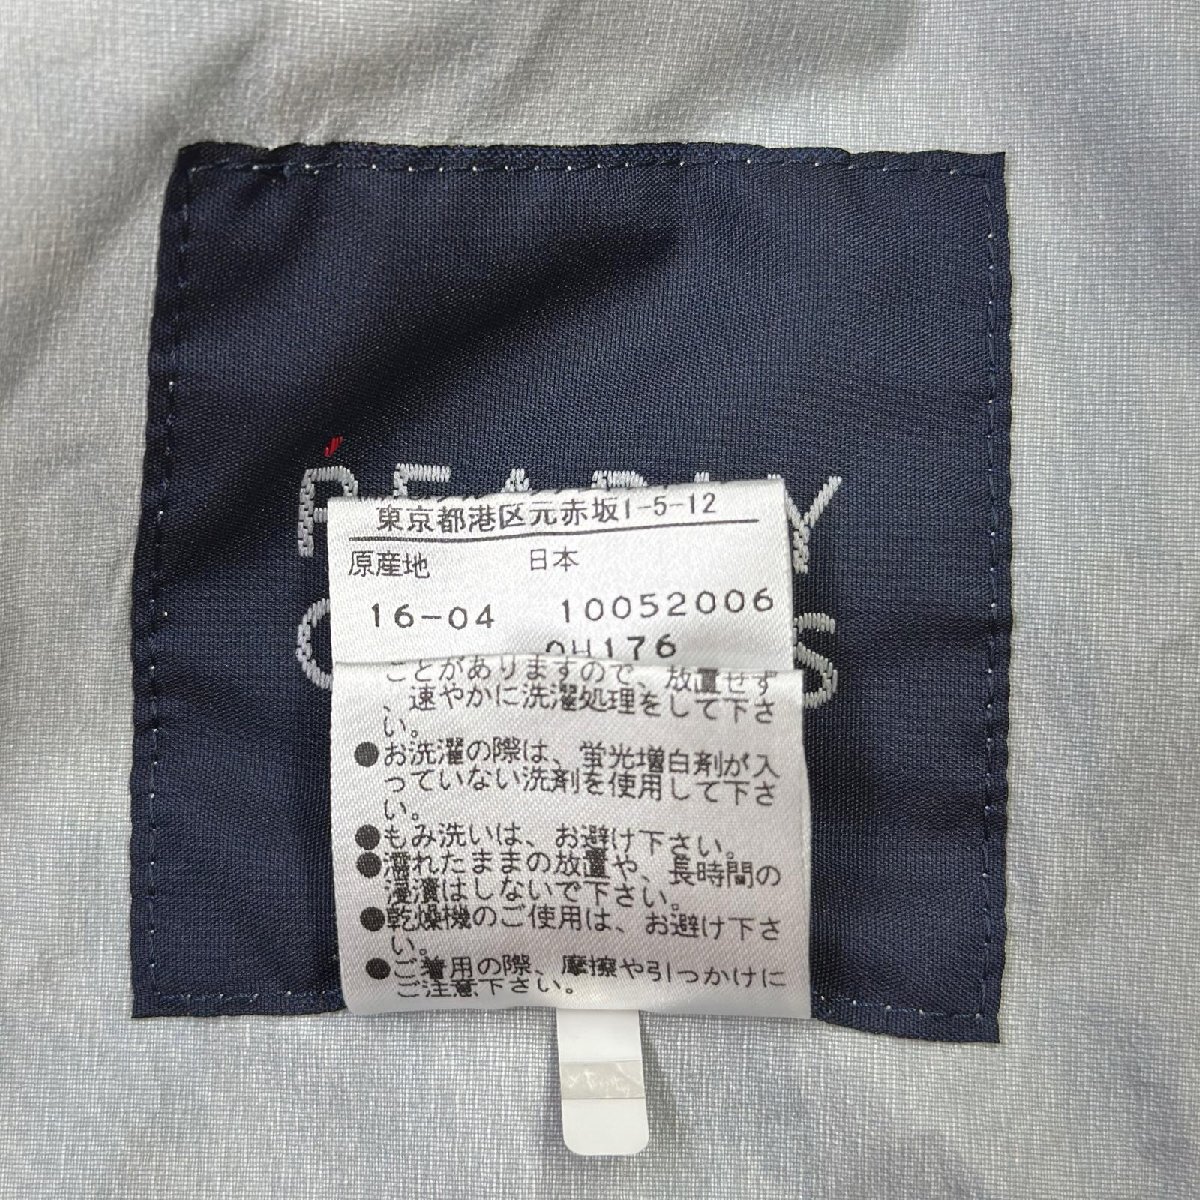 東京都港区元赤坂1-5-12
原産地 日本
16-04 10052006
0H176
ことがありますので、放置せず
、速やかに洗濯処理をして下さ
い。
●お洗濯の際は、蛍光増白剤が入
っていない洗剤を使用して下さ
い。
●もみ洗いは、お避け下さい。
●濡れたままの放置や、長時間の
浸漬はしないで下さい。
●乾燥機のご使用は、お避け下さ
い。
●ご着用の際、摩擦や引っかけに
ご注意下さい。